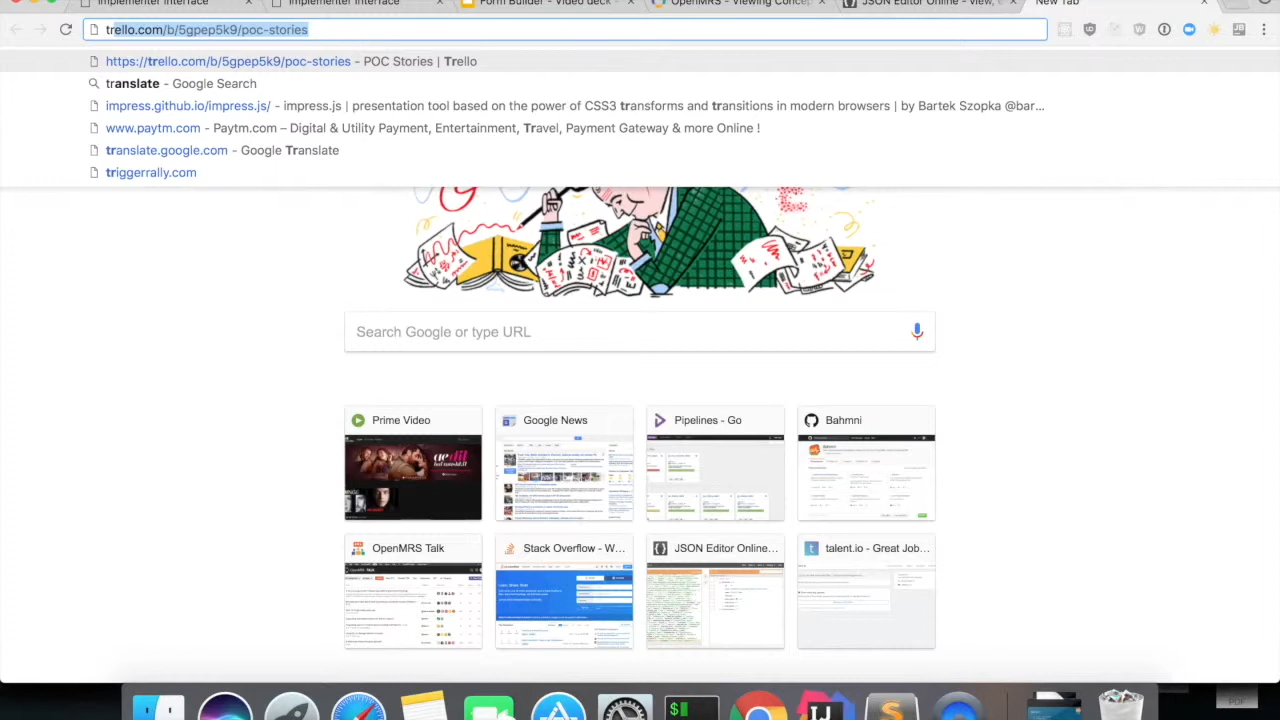 Implementer Interface
Implementer Interface
Form Builder - Video deck -
OpenMRS - Viewing Concep
JSON Editor Online - view,
New Tab
trello.com/b/5gpep5k9/poc-stories
https://trello.com/b/5gpep5k9/poc-stories - POC Stories | Trello
translate - Google Search
impress.github.io/impress.js/ - impress.js | presentation tool based on the power of CSS3 transforms and transitions in modern browsers | by Bartek Szopka @bar...
www.paytm.com - Paytm.com – Digital & Utility Payment, Entertainment, Travel, Payment Gateway & more Online !
translate.google.com - Google Translate
triggerrally.com
Search Google or type URL
Prime Video
Google News
Pipelines - Go
Bahmni
OpenMRS Talk
Stack Overflow - W...
JSON Editor Online...
talent.io - Great Job...
PDF